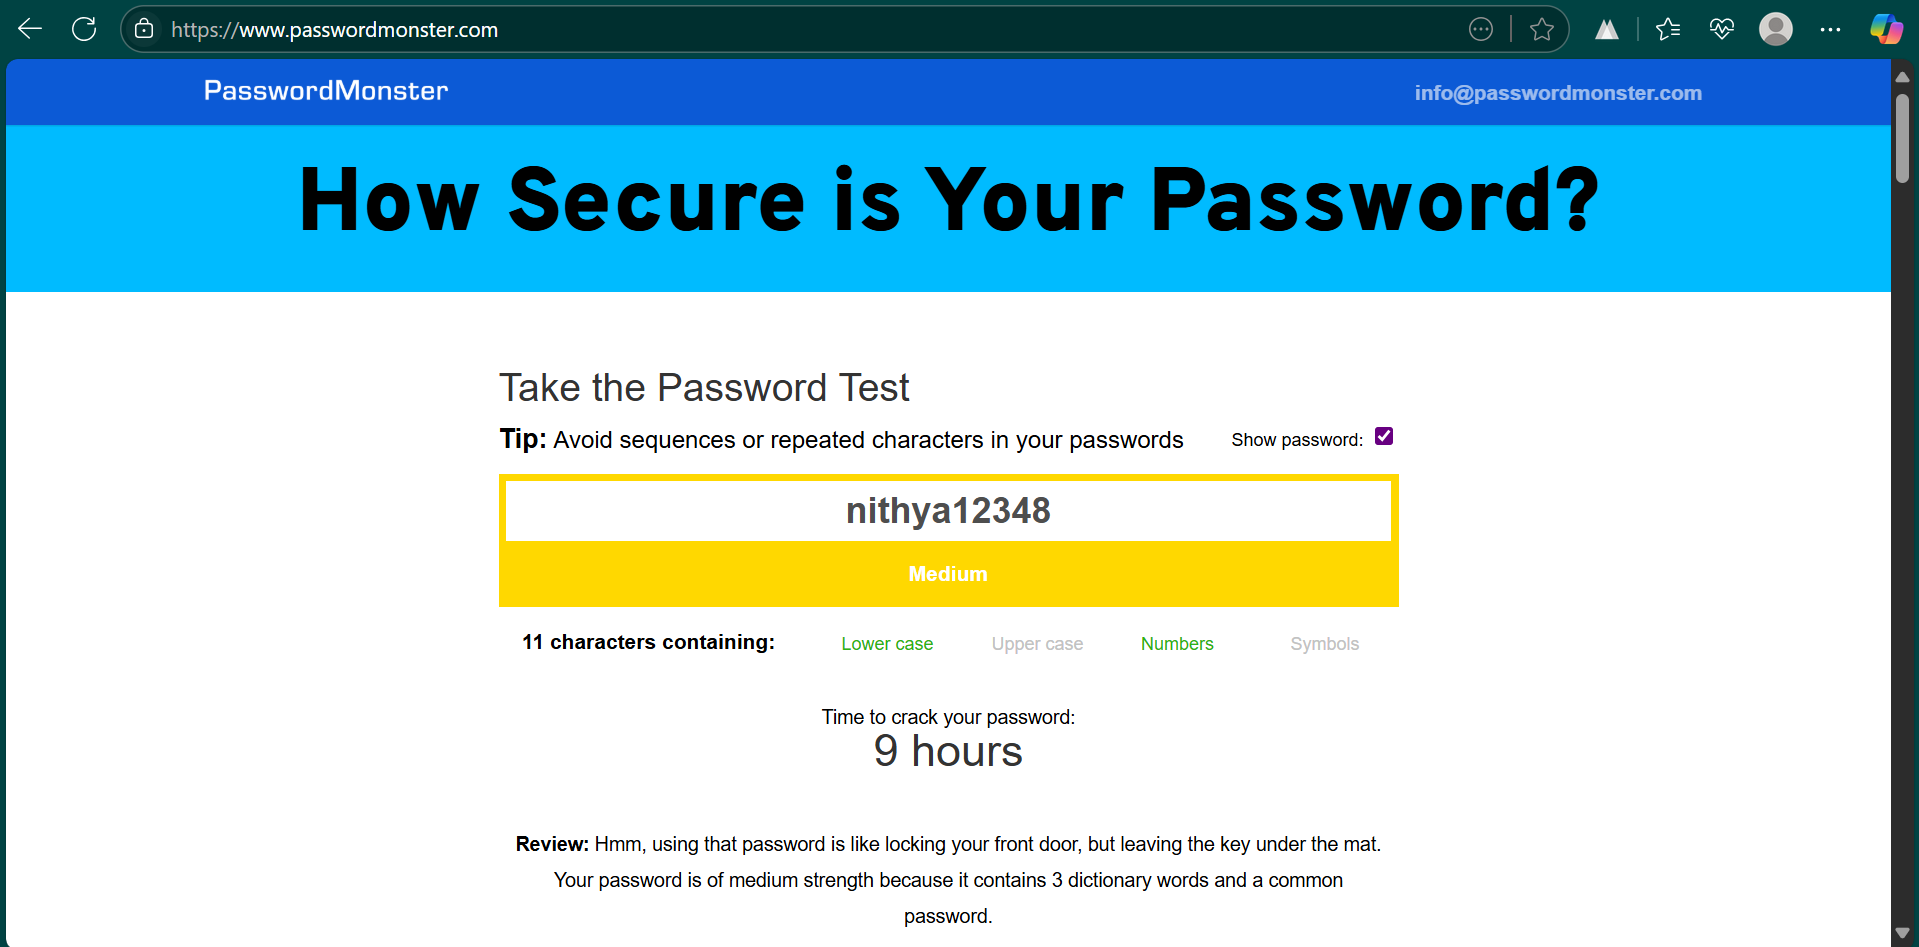 https://www.passwordmonster.com
PasswordMonster
info@passwordmonster.com
How Secure is Your Password?
Take the Password Test
Tip: Avoid sequences or repeated characters in your passwords
Show password:
nithya12348
Medium
11 characters containing:
Lower case
Upper case
Numbers
Symbols
Time to crack your password:
9 hours
Review: Hmm, using that password is like locking your front door, but leaving the key under the mat.
Your password is of medium strength because it contains 3 dictionary words and a common
password.